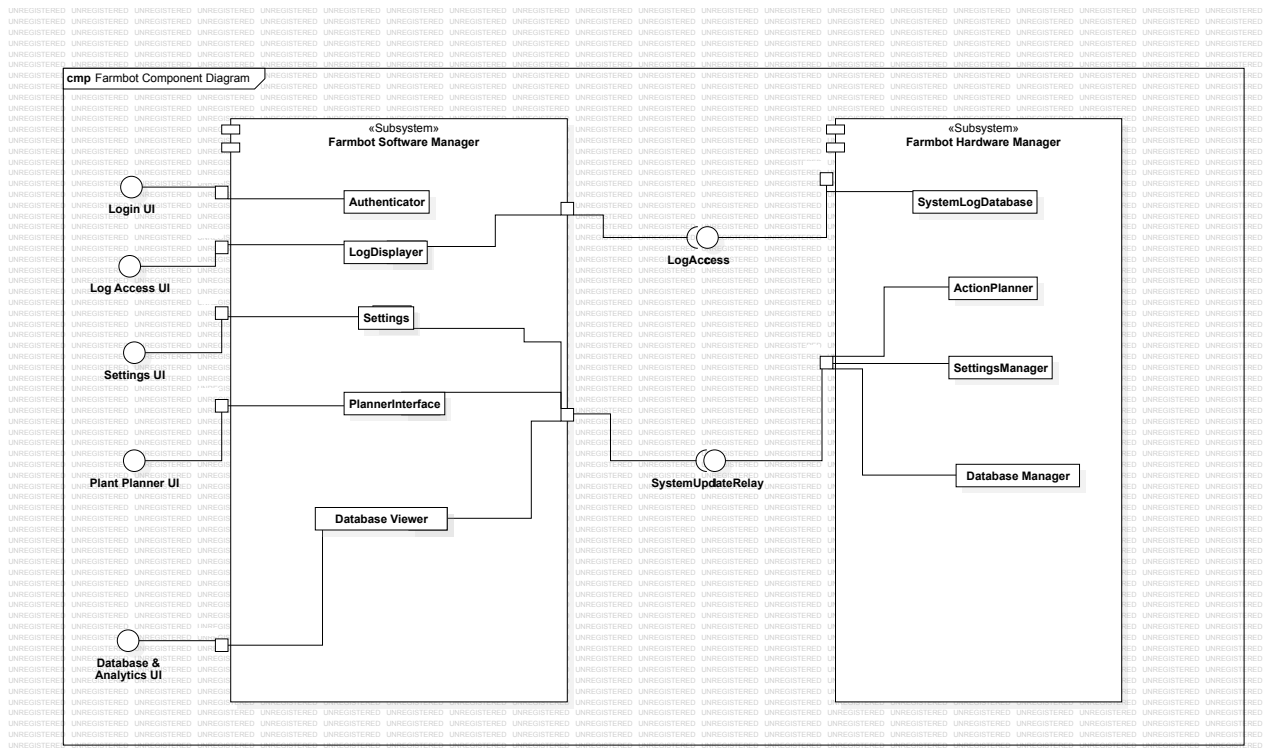 cmp Farmbot Component Diagram
«Subsystem»
Farmbot Software Manager
«Subsystem»
Farmbot Hardware Manager
Login UI
Authenticator
SystemLogDatabase
Log Access UI
LogDisplayer
LogAccess
ActionPlanner
Settings UI
Settings
SettingsManager
Plant Planner UI
PlannerInterface
SystemUpdateRelay
Database Manager
Database Viewer
Database &
Analytics UI
UNREGISTERED